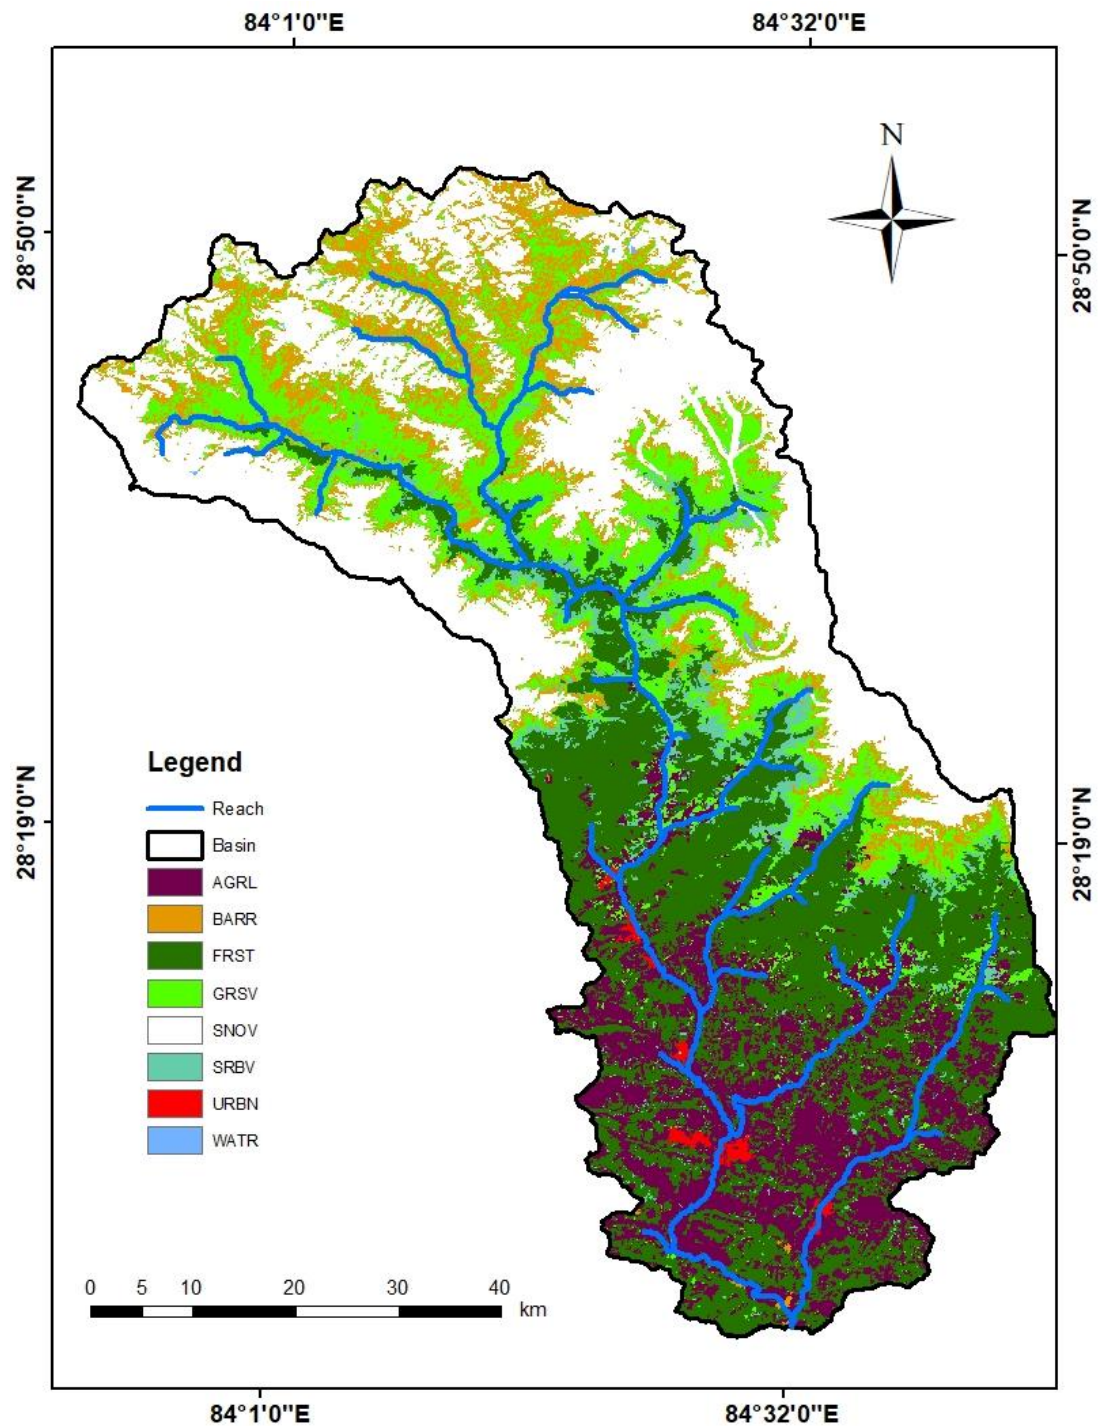 84°1'0"E 84°32'0"E
N
28°50'0"N
28°50'0"N
Legend
Reach
Basin
AGRL
BARR
FRST
GRSV
SNOV
SRBV
URBN
WATR
28°19'0"N
28°19'0"N
0 5 10 20 30 40
km
84°1'0"E 84°32'0"E